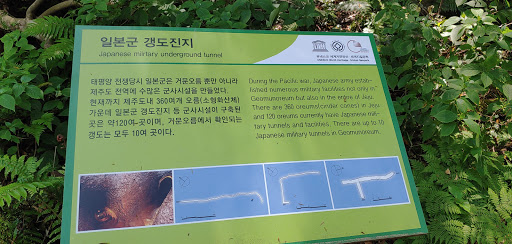 일본군 갱도진지
Japanese military underground tunnel
태평양 전쟁당시 일본군은 거문오름 뿐만 아니라
제주도 전역에 수많은 군사시설을 만들었다.
현재까지 제주도내 360여개 오름(소형화산체)
가운데 일본군 갱도진지 등 군사시설이 구축된
곳은 약120여곳이며, 거문오름에서 확인되는
갱도는 모두 10여 곳이다.
During the Pacific war, Japanese army estab-
lished numerous military facilities not only in
Geomunoreum but also in the entire of Jeju.
There are 360 oreums(cinder cones) in Jeju
and 120 oreums currently have Japanese mili-
tary tunnels and facilities. There are up to 10
Japanese military tunnels in Geomunoreum.